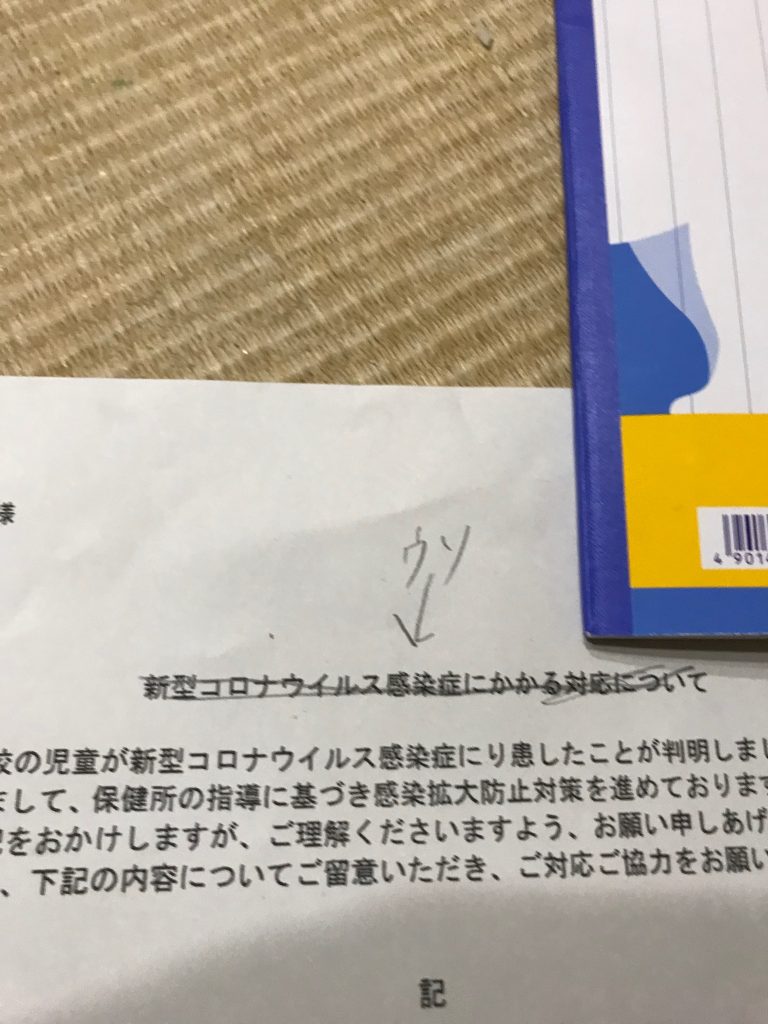 様
ウソ
新型コロナウイルス感染症にかかる対応について
校の児童が新型コロナウイルス感染症にり患したことが判明しまし
まして、保健所の指導に基づき感染拡大防止対策を進めております
をおかけしますが、ご理解くださいますよう、お願い申しあげ
、下記の内容についてご留意いただき、ご対応ご協力をお願い
記
4 901